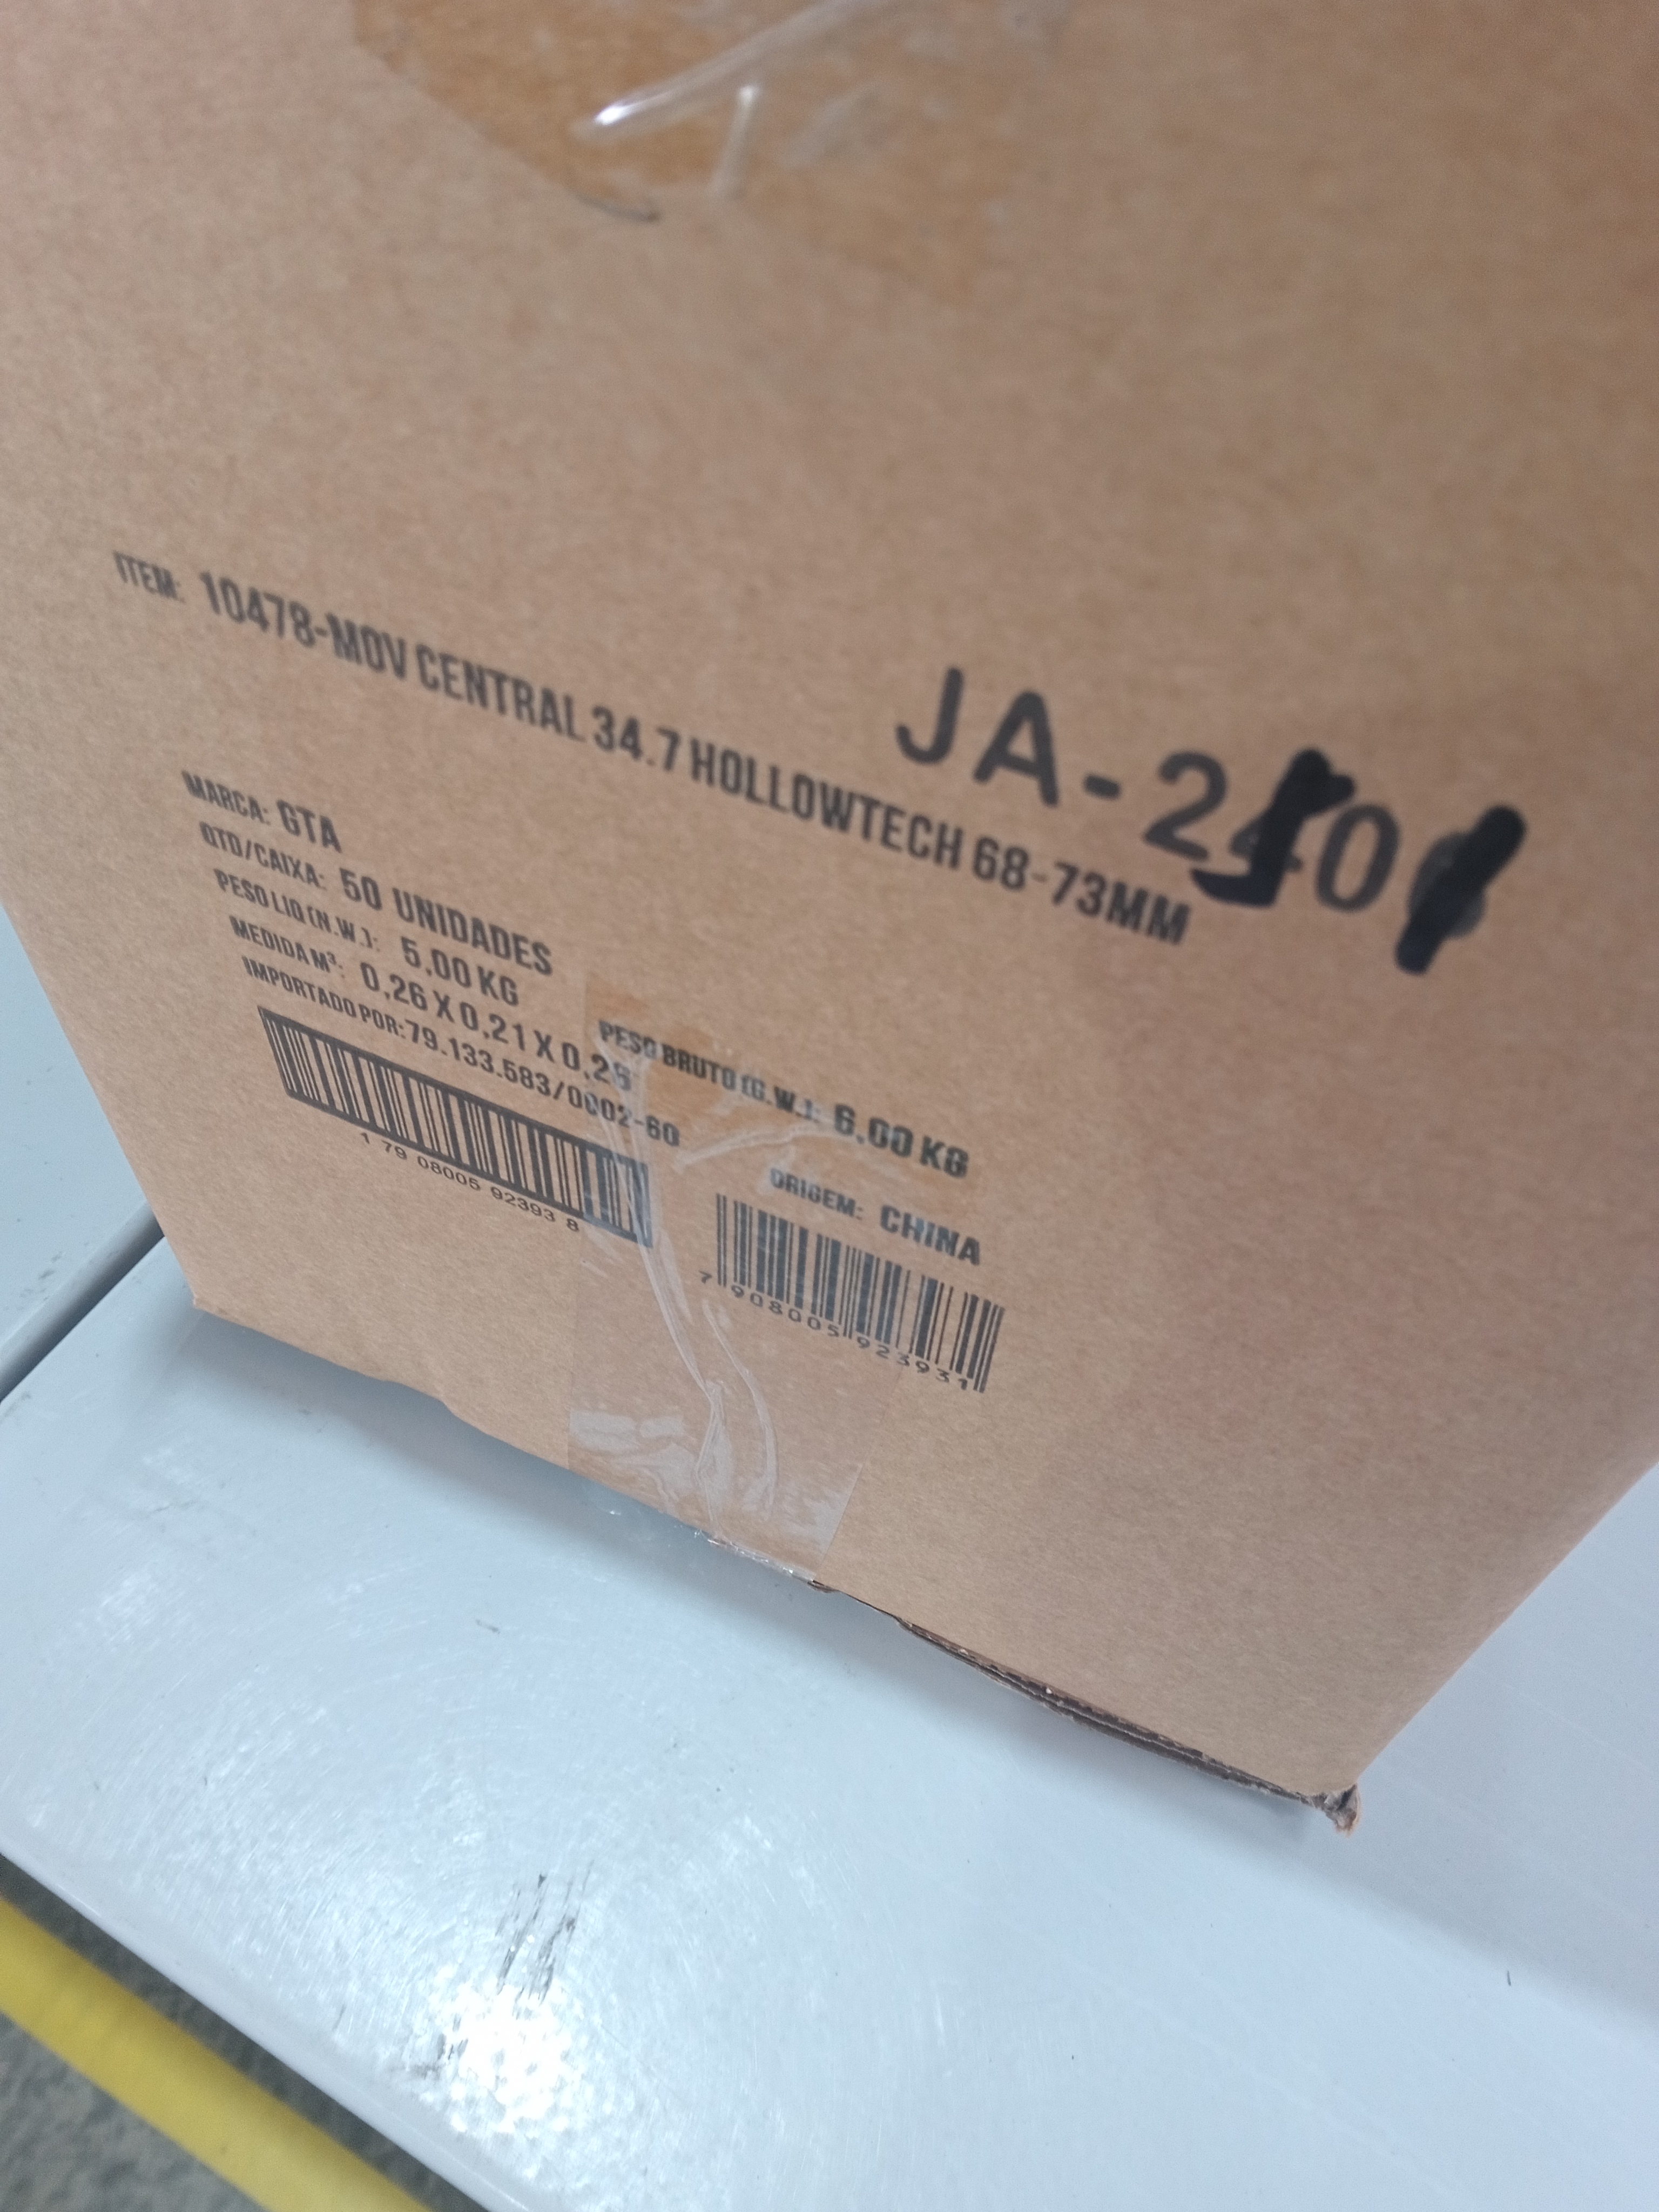 ITEM: 10478-MOV CENTRAL 34.7 HOLLOWTECH 68-73MM
JA-2
MARCA: GTA
QTD/CAIXA: 50 UNIDADES
PESO LIQ (N.W.): 5,00 KG
PESO BRUTO (G.W.): 6,00 KG
MEDIDA M³: 0,26 X 0,21 X
IMPORTADO POR: 79.133.583/0002-60
ORIGEM: CHINA
1 79 08005 92393 8
7 908005 923931